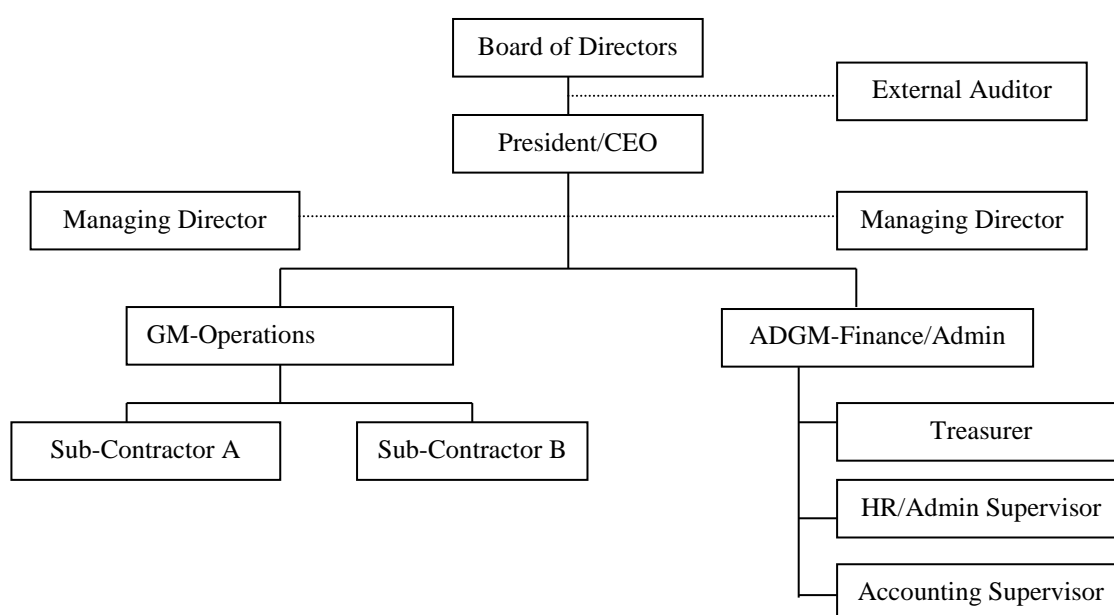 Board of Directors
External Auditor
President/CEO
Managing Director
Managing Director
GM-Operations
ADGM-Finance/Admin
Sub-Contractor A
Sub-Contractor B
Treasurer
HR/Admin Supervisor
Accounting Supervisor